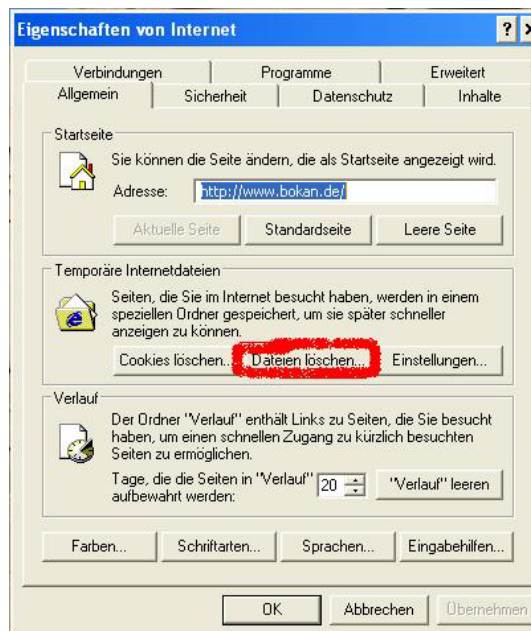 Eigenschaften von Internet
Verbindungen Programme Erweitert
Allgemein Sicherheit Datenschutz Inhalte
Startseite
Sie können die Seite ändern, die als Startseite angezeigt wird.
Adresse: http://www.bokan.de/
Aktuelle Seite Standardseite Leere Seite
Temporäre Internetdateien
Seiten, die Sie im Internet besucht haben, werden in einem
speziellen Ordner gespeichert, um sie später schneller
anzeigen zu können.
Cookies löschen... Dateien löschen... Einstellungen...
Verlauf
Der Ordner "Verlauf" enthält Links zu Seiten, die Sie besucht
haben, um einen schnellen Zugang zu kürzlich besuchten
Seiten zu ermöglichen.
Tage, die die Seiten in "Verlauf" 20 "Verlauf" leeren
aufbewahrt werden:
Farben... Schriftarten... Sprachen... Eingabehilfen...
OK Abbrechen Übernehmen